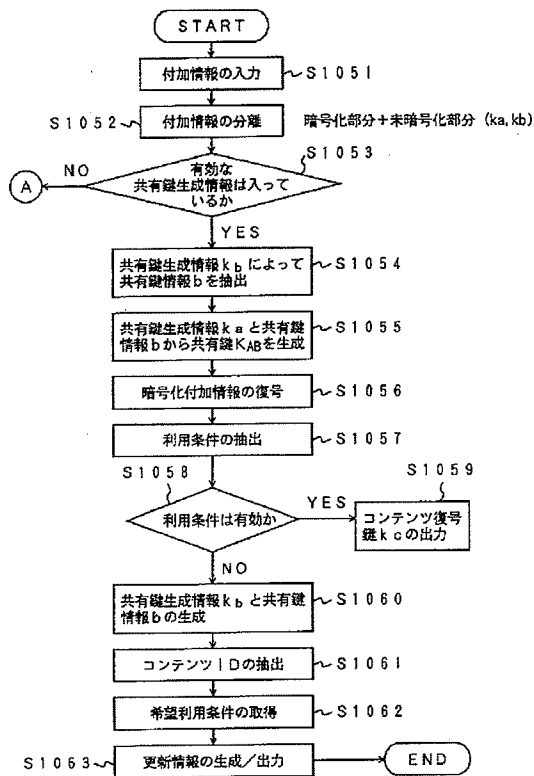 START
付加情報の入力
S1051
S1052
付加情報の分離
暗号化部分+未暗号化部分 (ka,kb)
S1053
NO
A
有効な
共有鍵生成情報は入って
いるか
YES
共有鍵生成情報kbによって
共有鍵情報bを抽出
S1054
共有鍵生成情報kaと共有鍵
情報bから共有鍵KABを生成
S1055
暗号化付加情報の復号
S1056
利用条件の抽出
S1057
S1058
S1059
利用条件は有効か
YES
コンテンツ復号
鍵kcの出力
NO
共有鍵生成情報kbと共有鍵
情報bの生成
S1060
コンテンツIDの抽出
S1061
希望利用条件の取得
S1062
S1063
更新情報の生成/出力
END